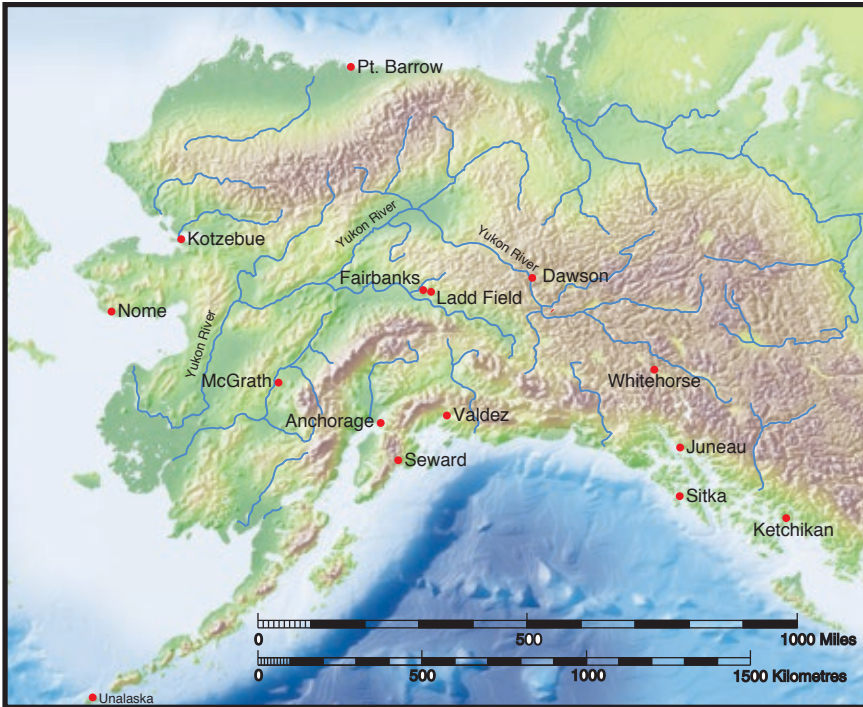 Pt. Barrow
Yukon River
Kotzebue
Yukon River
Dawson
Fairbanks
Ladd Field
Nome
Yukon River
Whitehorse
McGrath
Anchorage
Valdez
Juneau
Seward
Sitka
Ketchikan
0 500 1000 Miles
0 500 1000 1500 Kilometres
Unalaska